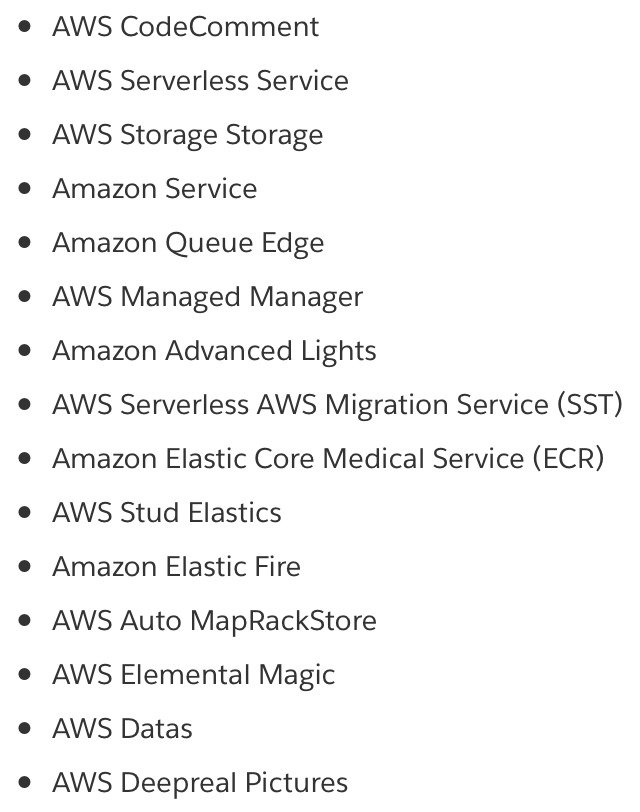 • AWS CodeComment
• AWS Serverless Service
• AWS Storage Storage
• Amazon Service
• Amazon Queue Edge
• AWS Managed Manager
• Amazon Advanced Lights
• AWS Serverless AWS Migration Service (SST)
• Amazon Elastic Core Medical Service (ECR)
• AWS Stud Elastics
• Amazon Elastic Fire
• AWS Auto MapRackStore
• AWS Elemental Magic
• AWS Datas
• AWS Deepreal Pictures